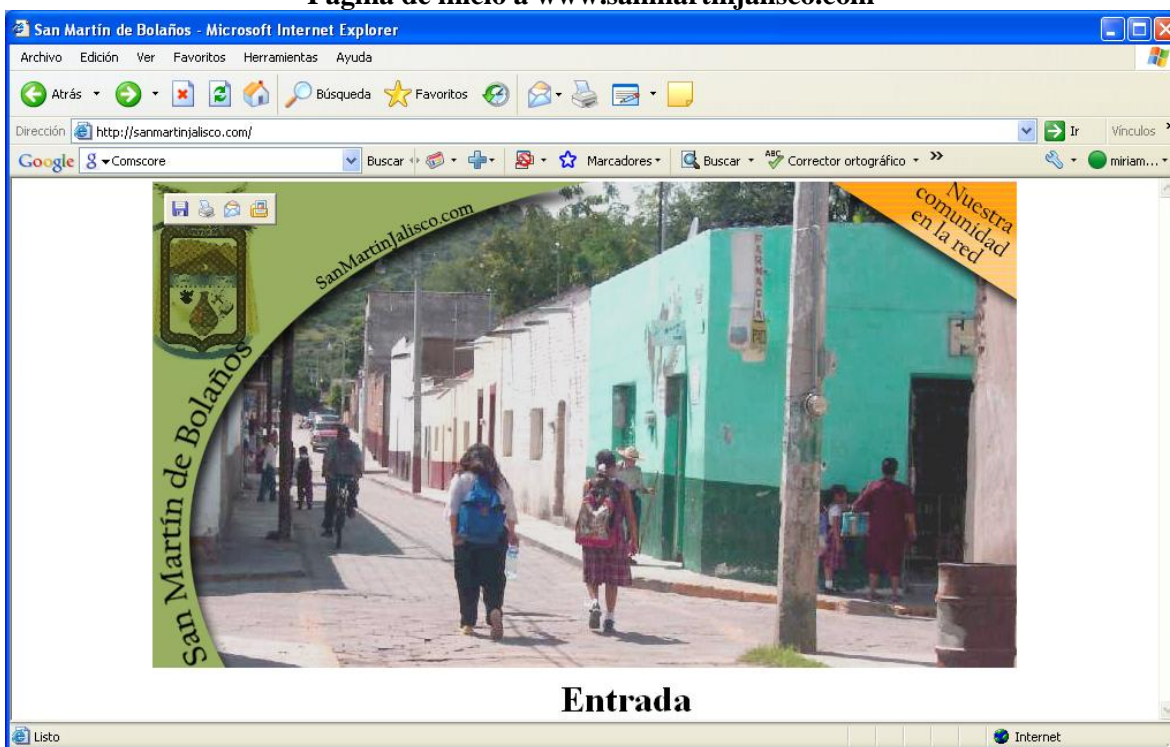 Página de inicio a www.sanmartinjalisco.com
San Martín de Bolaños - Microsoft Internet Explorer
Archivo Edición Ver Favoritos Herramientas Ayuda
Atrás Búsqueda Favoritos
Dirección http://sanmartinjalisco.com/ Ir Vínculos »
Google Comscore Buscar Marcadores Buscar ABC Corrector ortográfico » miriam...
SanMartinJalisco.com
Nuestra
comunidad
en la red
San Martín de Bolaños
FARMACIA
Entrada
Listo Internet